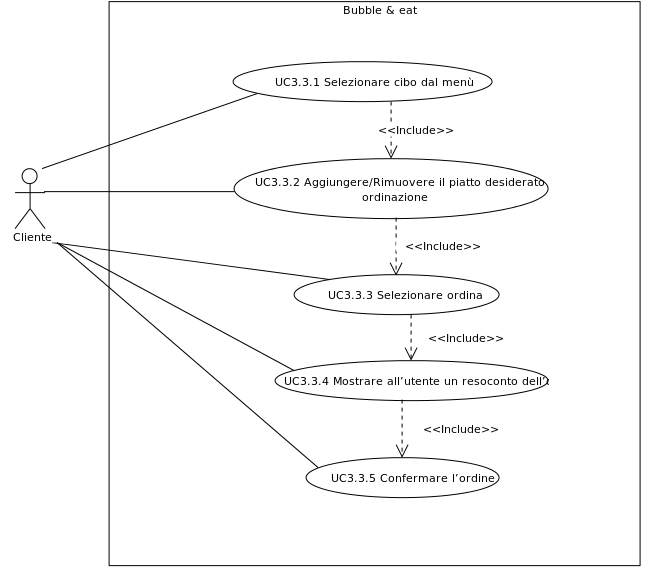 Bubble & eat
UC3.3.1 Selezionare cibo dal menù
<<Include>>
UC3.3.2 Aggiungere/Rimuovere il piatto desiderato
ordinazione
Cliente
<<Include>>
UC3.3.3 Selezionare ordina
<<Include>>
UC3.3.4 Mostrare all'utente un resoconto dell'
<<Include>>
UC3.3.5 Confermare l'ordine